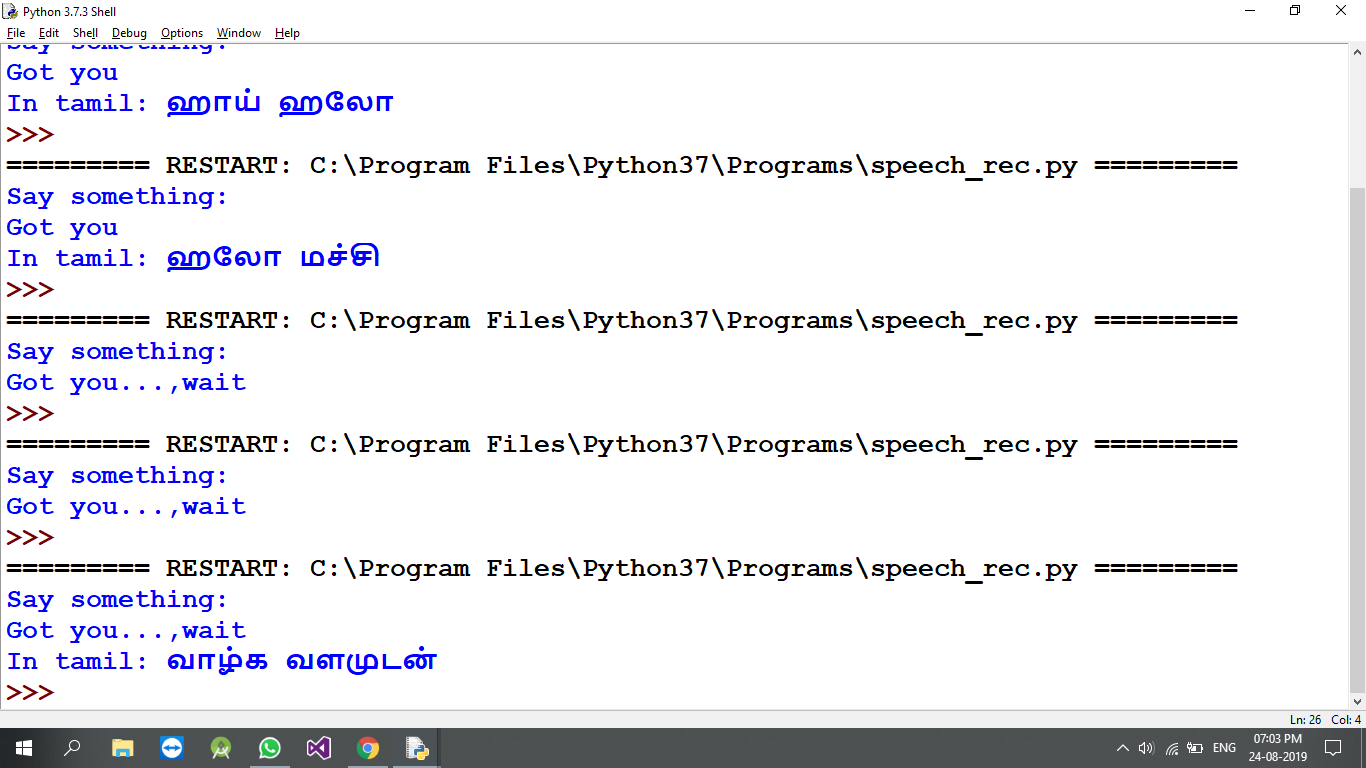 Python 3.7.3 Shell
File Edit Shell Debug Options Window Help
Say something:
Got you
In tamil: ஹாய் ஹலோ
>>>
========= RESTART: C:\Program Files\Python37\Programs\speech_rec.py =========
Say something:
Got you
In tamil: ஹலோ மச்சி
>>>
========= RESTART: C:\Program Files\Python37\Programs\speech_rec.py =========
Say something:
Got you...,wait
>>>
========= RESTART: C:\Program Files\Python37\Programs\speech_rec.py =========
Say something:
Got you...,wait
>>>
========= RESTART: C:\Program Files\Python37\Programs\speech_rec.py =========
Say something:
Got you...,wait
In tamil: வாழ்க வளமுடன்
>>>
Ln: 26 Col: 4
ENG
07:03 PM
24-08-2019